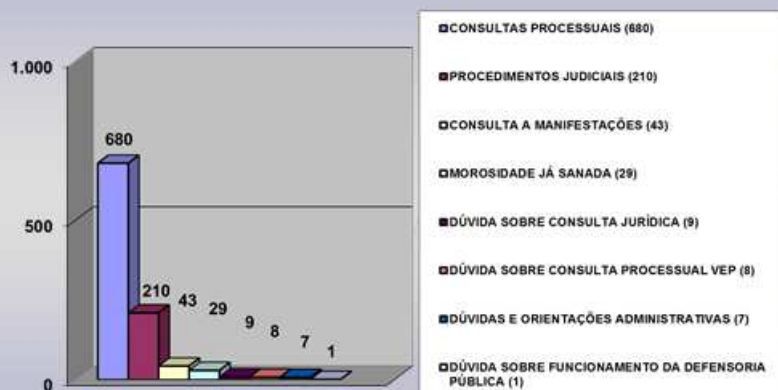 1.000
500
0
680
210
43
29
9
8
7
1
CONSULTAS PROCESSUAIS (680)
PROCEDIMENTOS JUDICIAIS (210)
CONSULTA A MANIFESTAÇÕES (43)
MOROSIDADE JÁ SANADA (29)
DÚVIDA SOBRE CONSULTA JURÍDICA (9)
DÚVIDA SOBRE CONSULTA PROCESSUAL VEP (8)
DÚVIDAS E ORIENTAÇÕES ADMINISTRATIVAS (7)
DÚVIDA SOBRE FUNCIONAMENTO DA DEFENSORIA
PÚBLICA (1)